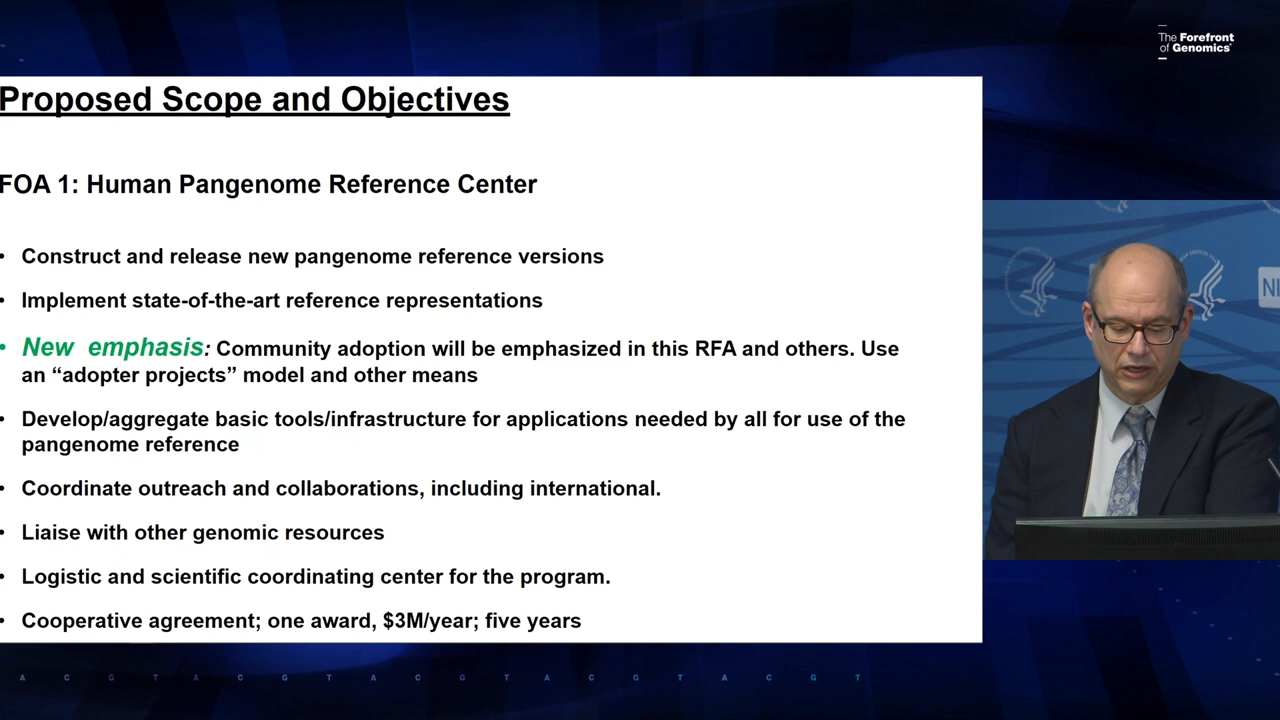 The Forefront
of Genomics®
Proposed Scope and Objectives
FOA 1: Human Pangenome Reference Center
• Construct and release new pangenome reference versions
• Implement state-of-the-art reference representations
• New emphasis: Community adoption will be emphasized in this RFA and others. Use
an “adopter projects” model and other means
• Develop/aggregate basic tools/infrastructure for applications needed by all for use of the
pangenome reference
• Coordinate outreach and collaborations, including international.
• Liaise with other genomic resources
• Logistic and scientific coordinating center for the program.
• Cooperative agreement; one award, $3M/year; five years
NI
A C G T A C G T A C G T A C G T A C G T